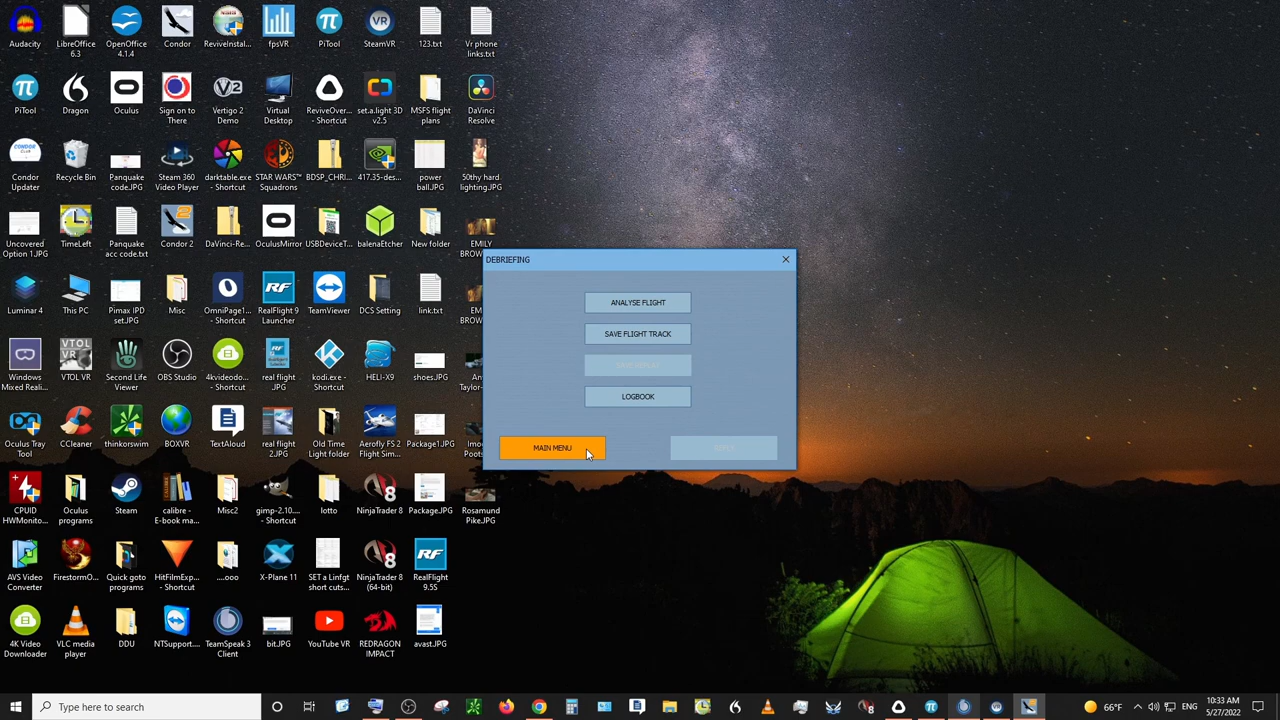 Audacity
LibreOffice
6.3
OpenOffice
4.1.4
Condor
ReviveInstal...
fpsVR
PiTool
SteamVR
123.txt
Vr phone
links.txt
PiTool
Dragon
Oculus
Sign on to
There
Vertigo 2
Demo
Virtual
Desktop
ReviveOver...
- Shortcut
set.a.light 3D
v2.5
MSFS flight
plans
DaVinci
Resolve
Condor
Updater
Recycle Bin
Panquake
code.JPG
Steam 360
Video Player
darktable.exe
- Shortcut
STAR WARS™
Squadrons
BDSP_CHRI...
417.35-des...
power
ball.JPG
50thy hard
lighting.JPG
Uncovered
Option 1.JPG
TimeLeft
Panquake
acc code.txt
Condor 2
DaVinci-Re...
OculusMirror
USBDeviceT...
balenaEtcher
New folder
EMILY
BROW...
Luminar 4
This PC
Pimax IPD
set.JPG
Misc
OmniPage1...
- Shortcut
RealFlight 9
Launcher
TeamViewer
DCS Setting
link.txt
Windows
Mixed Reali...
VTOL VR
Second Life
Viewer
OBS Studio
4kvideodo...
- Shortcut
real flight
.JPG
kodi.exe -
Shortcut
HELI-X9
shoes.JPG
Oculus Tray
Tool
CCleaner
thinkorswim
BOXVR
TextAloud
real flight
2.JPG
Old Time
Light folder
Aerofly FS 2
Flight Sim...
Package1.JPG
CPUID
HWMonito...
Oculus
programs
Steam
calibre -
E-book ma...
Misc2
gimp-2.10....
- Shortcut
lotto
NinjaTrader 8
Package.JPG
Rosamund
Pike.JPG
AVS Video
Converter
FirestormO...
Quick goto
programs
HitFilmExp...
- Shortcut
....ooo
X-Plane 11
SET a Linfgt
short cuts...
NinjaTrader 8
(64-bit)
RealFlight
9.5S
4K Video
Downloader
VLC media
player
DDU
NTSupport....
TeamSpeak 3
Client
bit.JPG
YouTube VR
REDRAGON
IMPACT
avast.JPG
DEBRIEFING
ANALYSE FLIGHT
SAVE FLIGHT TRACK
SAVE REPLAY
LOGBOOK
MAIN MENU
Type here to search
66°F
ENG
10:33 AM
5/27/2022